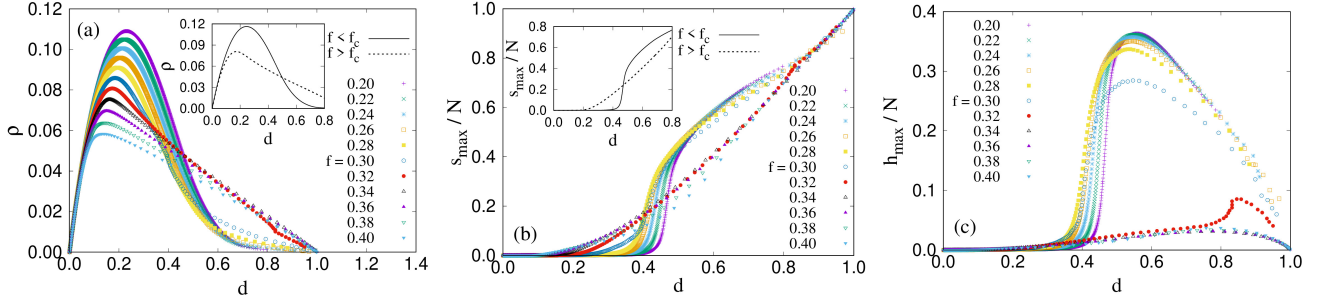 (a)
ρ
0.12
0.10
0.08
0.06
0.04
0.02
0.00
0.0 0.2 0.4 0.6 0.8 1.0 1.2 1.4
d
ρ
0.12
0.09
0.06
0.03
0.00
0.0 0.2 0.4 0.6 0.8
d
f < f_c
f > f_c
0.20
0.22
0.24
0.26
0.28
f = 0.30
0.32
0.34
0.36
0.38
0.40
(b)
s_max / N
1.0
0.8
0.6
0.4
0.2
0.0
0.0 0.2 0.4 0.6 0.8 1.0
d
s_max / N
0.8
0.6
0.4
0.2
0.0
0.0 0.2 0.4 0.6 0.8
d
f < f_c
f > f_c
0.20
0.22
0.24
0.26
0.28
f = 0.30
0.32
0.34
0.36
0.38
0.40
(c)
h_max / N
0.4
0.3
0.2
0.1
0.0
0.0 0.2 0.4 0.6 0.8 1.0
d
0.20
0.22
0.24
0.26
0.28
f = 0.30
0.32
0.34
0.36
0.38
0.40